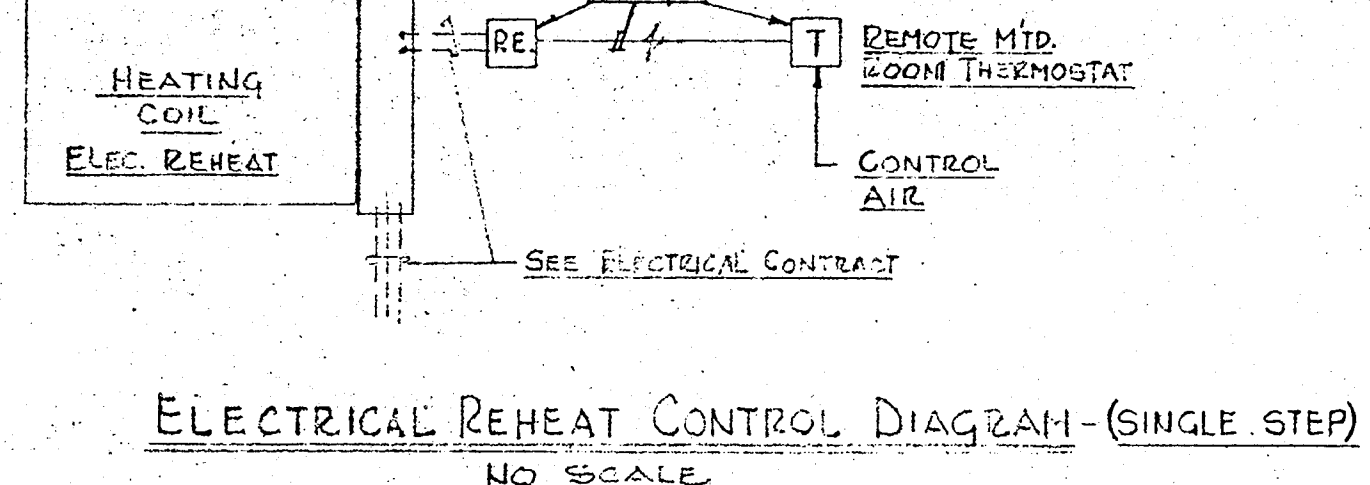 R.E.
T
REMOTE MTD.
ROOM THERMOSTAT
HEATING
COIL
ELEC. REHEAT
CONTROL
AIR
SEE ELECTRICAL CONTRACT
ELECTRICAL REHEAT CONTROL DIAGRAM - (SINGLE STEP)
NO SCALE